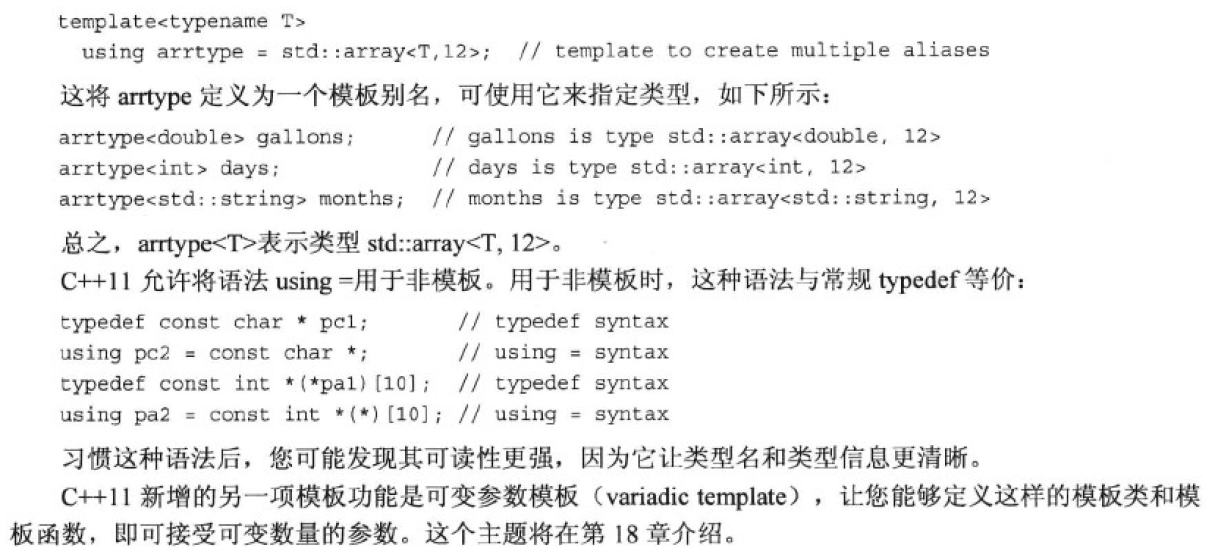 template<typename T>
  using arrtype = std::array<T,12>;  // template to create multiple aliases
这将 arrtype 定义为一个模板别名，可使用它来指定类型，如下所示：
arrtype<double> gallons;        // gallons is type std::array<double, 12>
arrtype<int> days;              // days is type std::array<int, 12>
arrtype<std::string> months;  // months is type std::array<std::string, 12>
总之，arrtype<T>表示类型 std::array<T, 12>。
C++11 允许将语法 using =用于非模板。用于非模板时，这种语法与常规 typedef 等价：
typedef const char * pc1;        // typedef syntax
using pc2 = const char *;        // using = syntax
typedef const int *(*pa1)[10];  // typedef syntax
using pa2 = const int *(*)[10]; // using = syntax
习惯这种语法后，您可能发现其可读性更强，因为它让类型名和类型信息更清晰。
C++11 新增的另一项模板功能是可变参数模板（variadic template），让您能够定义这样的模板类和模
板函数，即可接受可变数量的参数。这个主题将在第 18 章介绍。